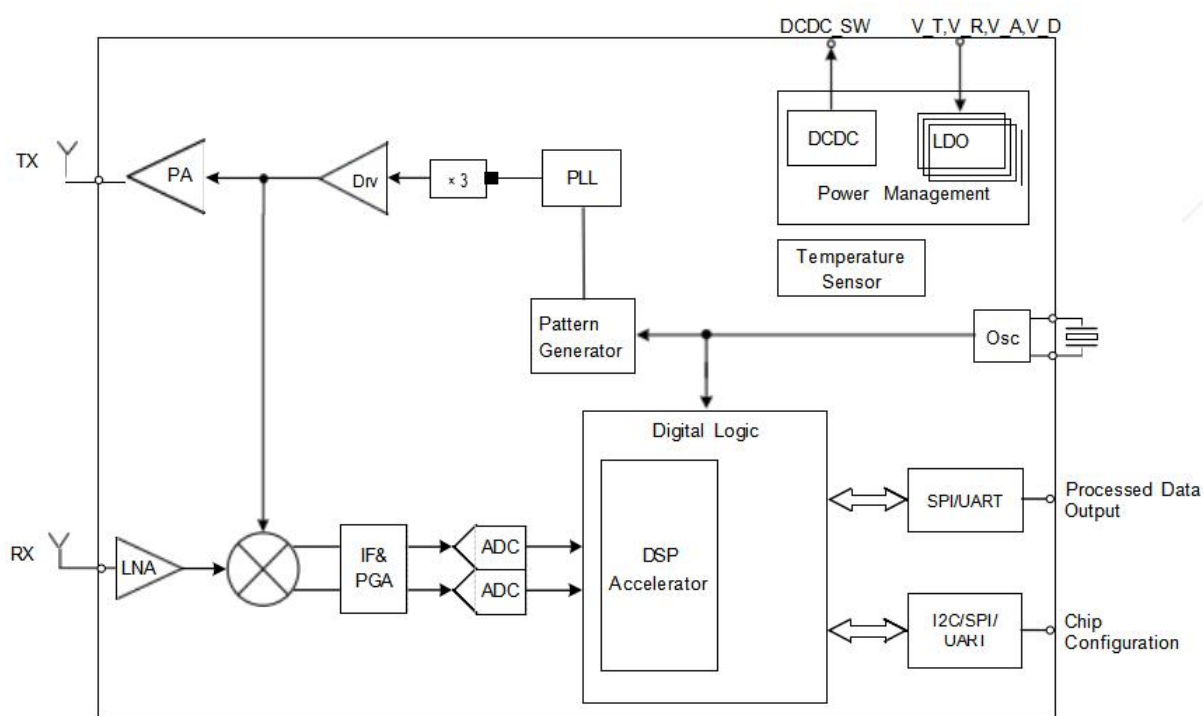 DCDC_SW
V_T,V_R,V_A,V_D
DCDC
LDO
Power Management
TX
PA
Drv
× 3
PLL
Temperature
Sensor
Pattern
Generator
Osc
Digital Logic
SPI/UART
Processed Data
Output
RX
LNA
IF&
PGA
ADC
ADC
DSP
Accelerator
I2C/SPI/
UART
Chip
Configuration